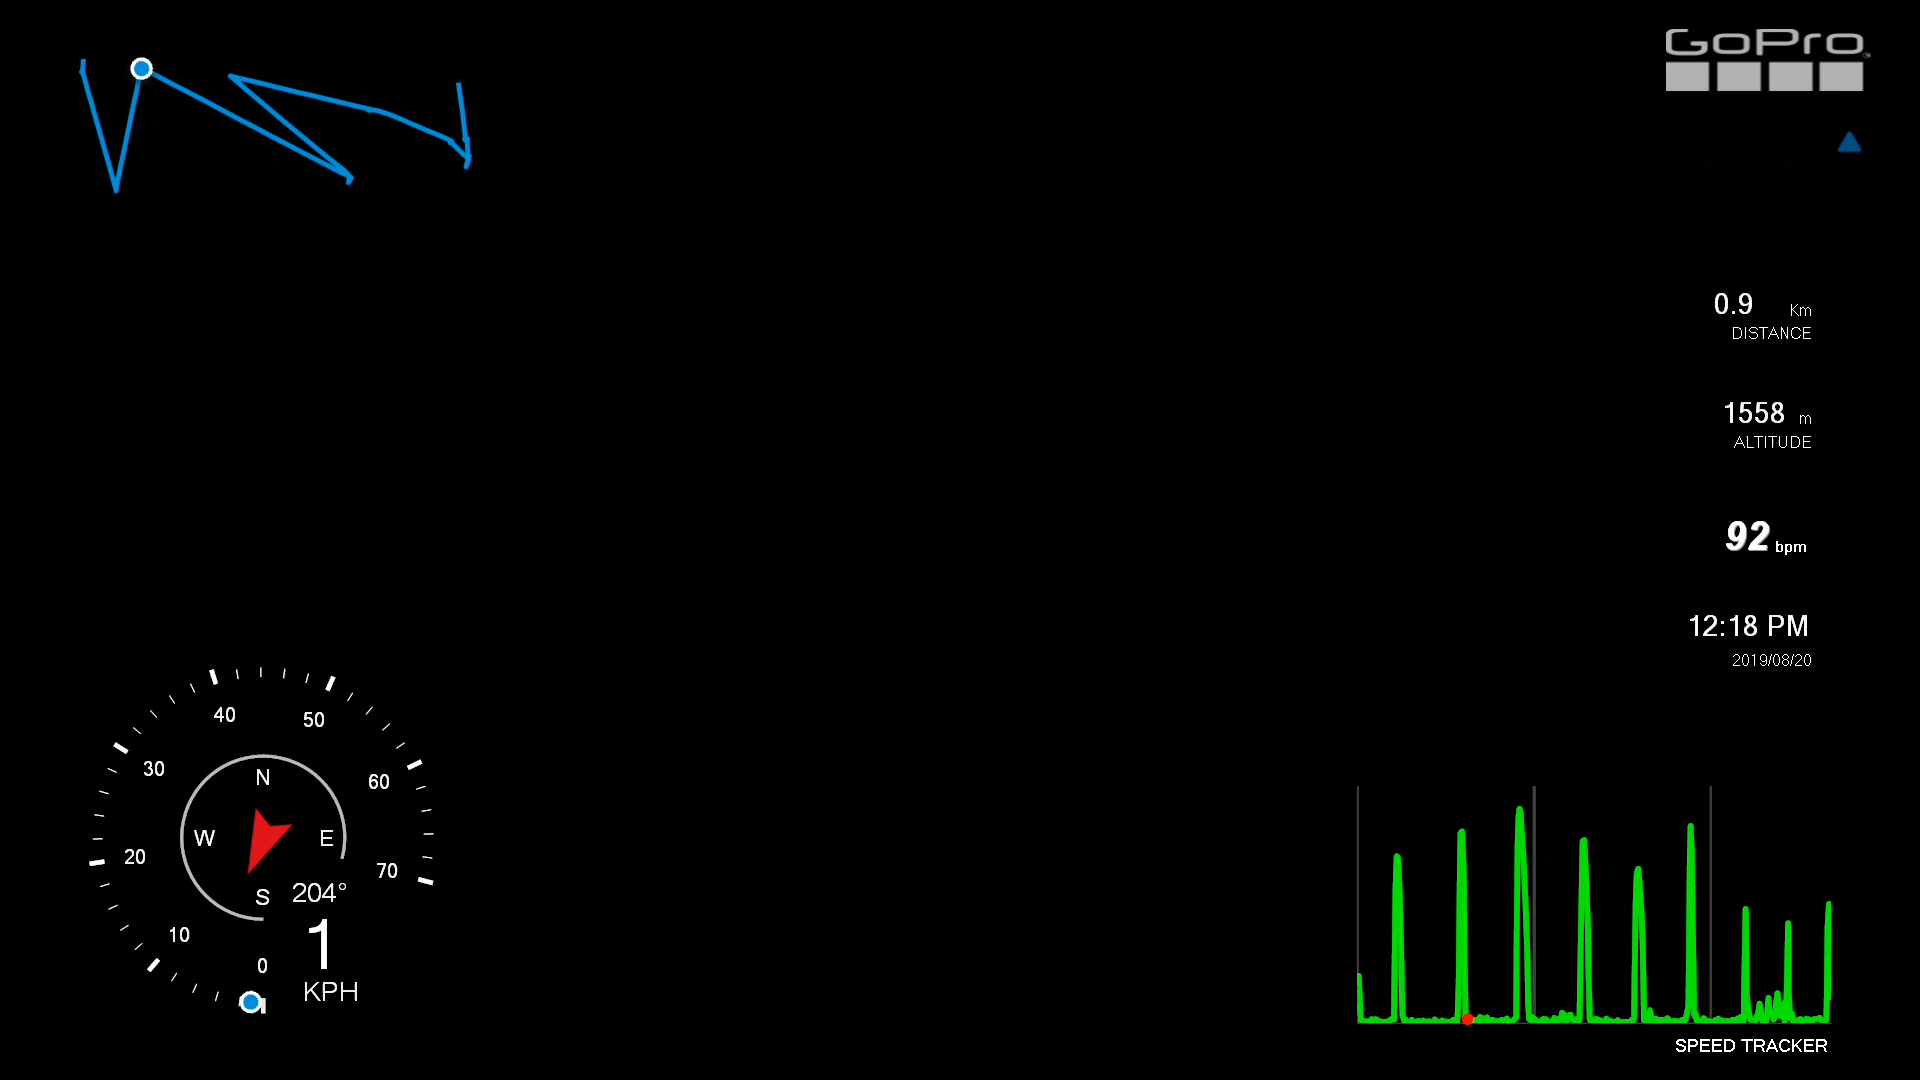 GoPro
0.9 Km
DISTANCE
1558 m
ALTITUDE
92 bpm
12:18 PM
2019/08/20
40 50
30 60
20 70
10 0
N
W E
S
204°
1
KPH
SPEED TRACKER